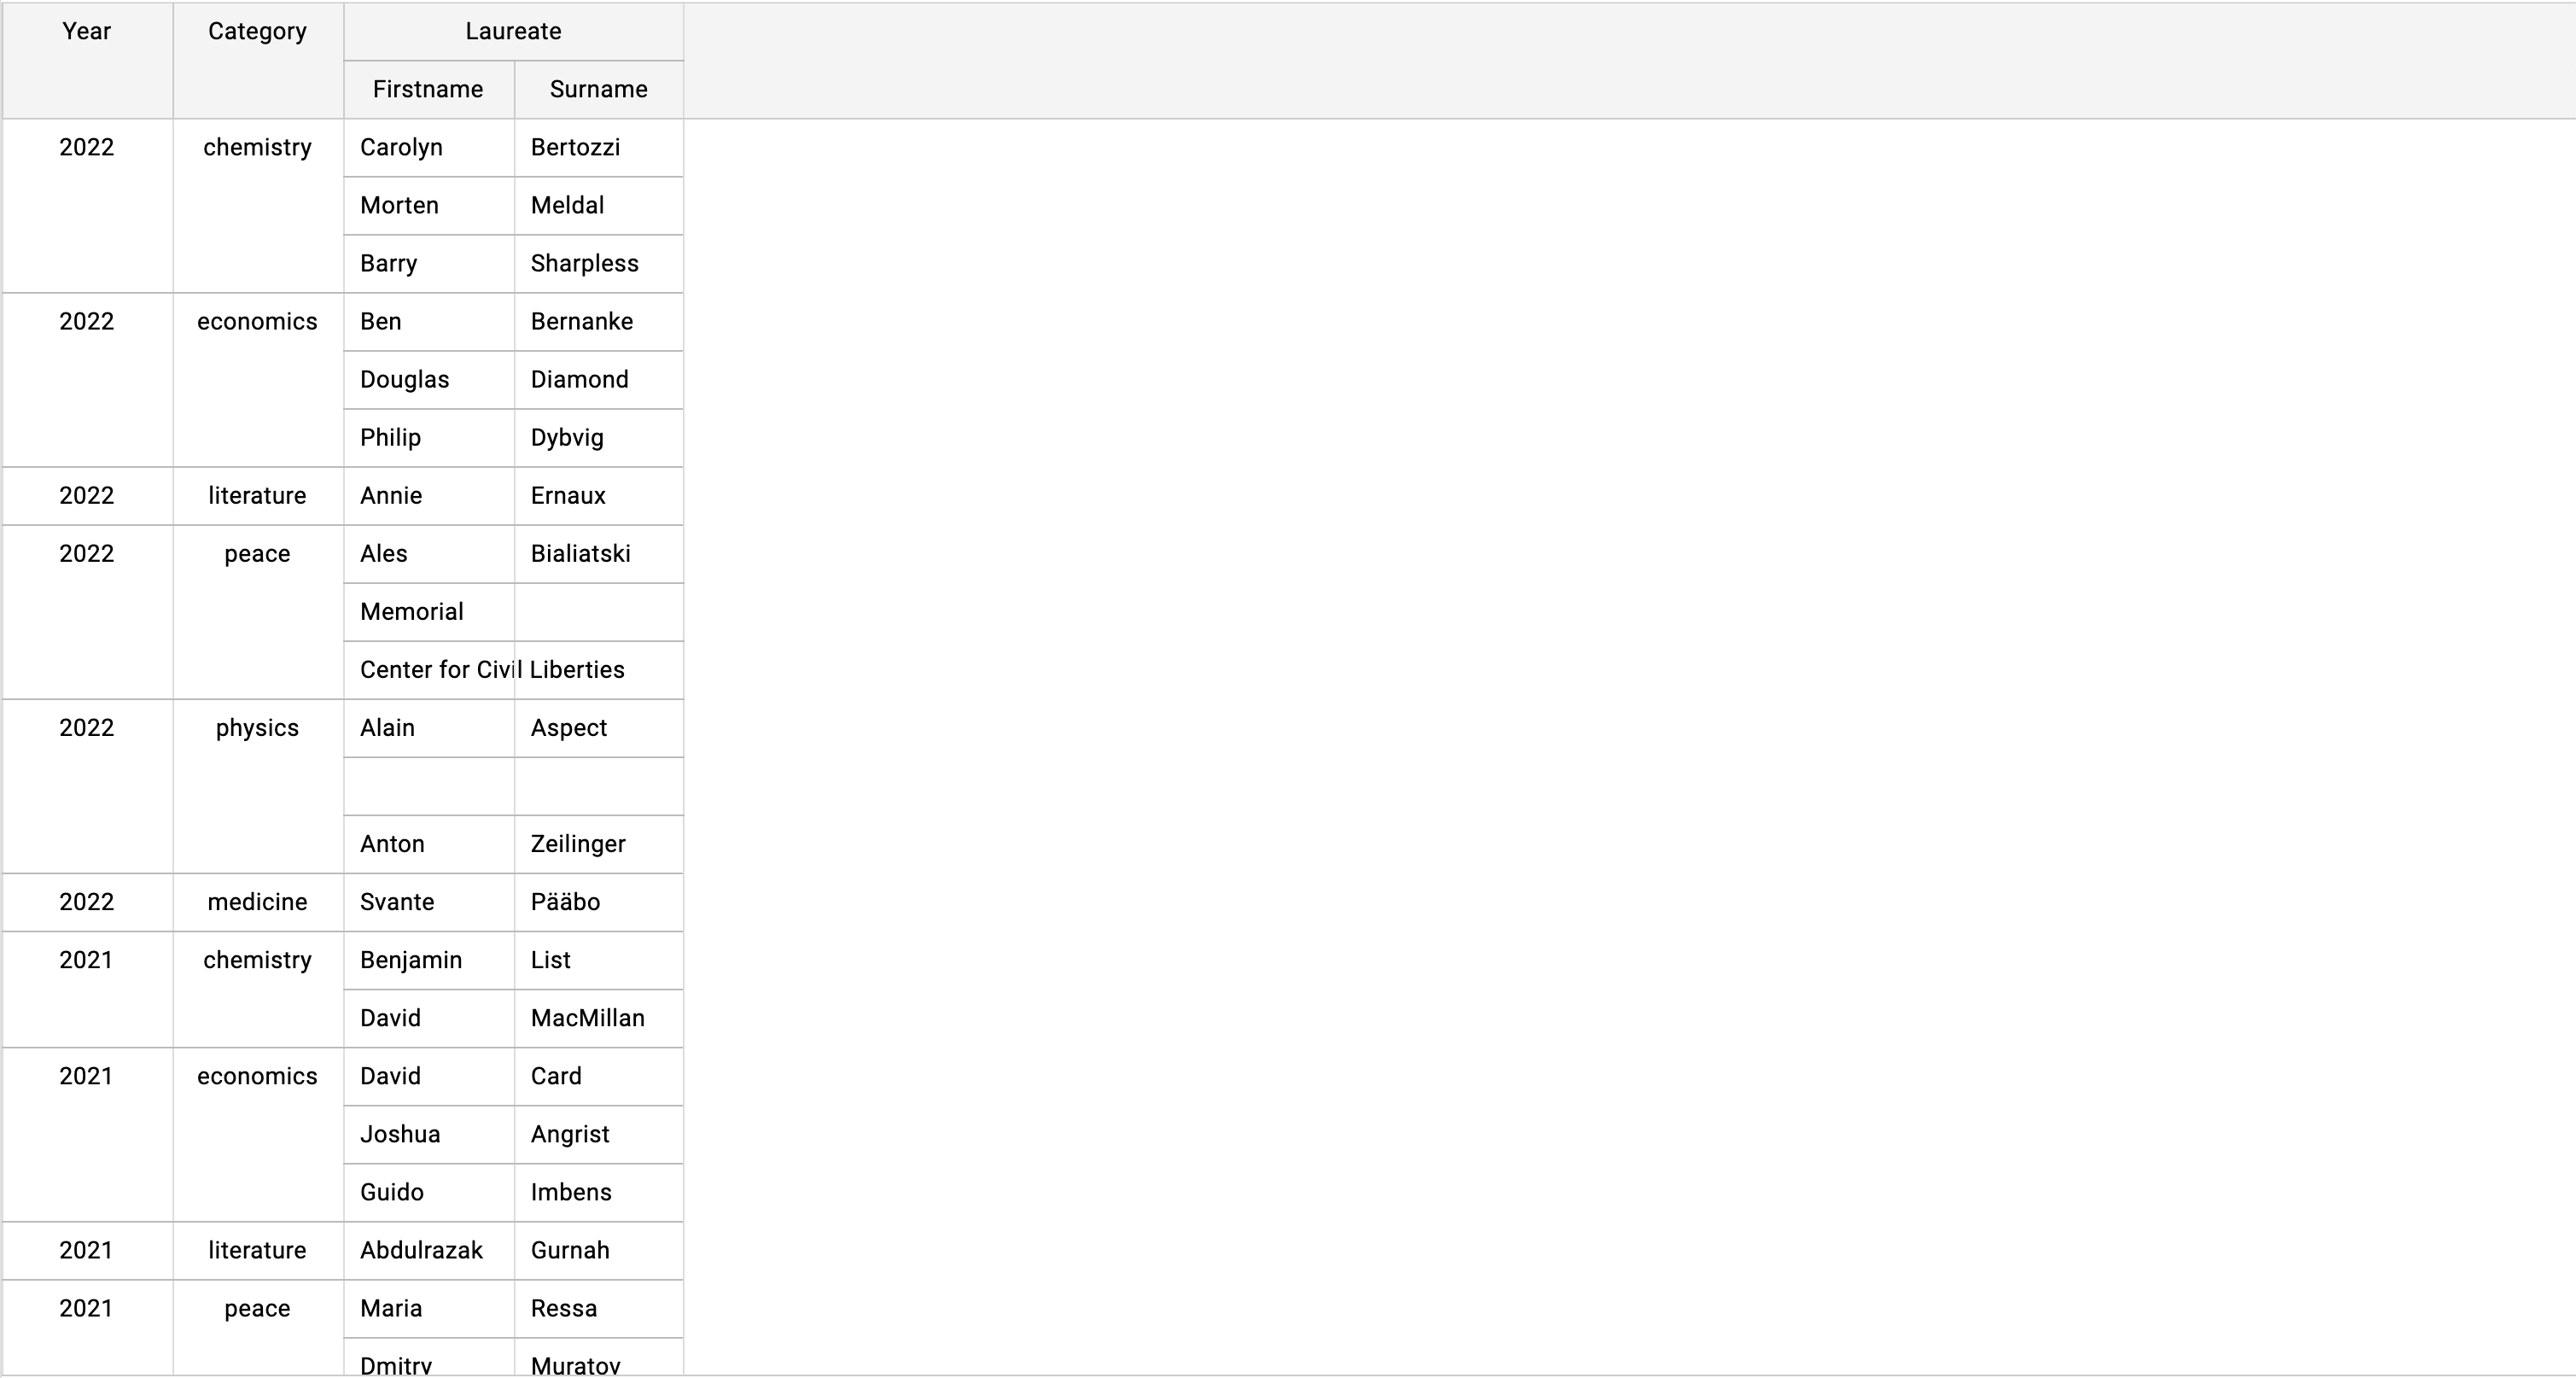 Year Category Laureate
Firstname Surname
2022 chemistry Carolyn Bertozzi
Morten Meldal
Barry Sharpless
2022 economics Ben Bernanke
Douglas Diamond
Philip Dybvig
2022 literature Annie Ernaux
2022 peace Ales Bialiatski
Memorial
Center for Civil Liberties
2022 physics Alain Aspect
Anton Zeilinger
2022 medicine Svante Pääbo
2021 chemistry Benjamin List
David MacMillan
2021 economics David Card
Joshua Angrist
Guido Imbens
2021 literature Abdulrazak Gurnah
2021 peace Maria Ressa
Dmitry Muratov